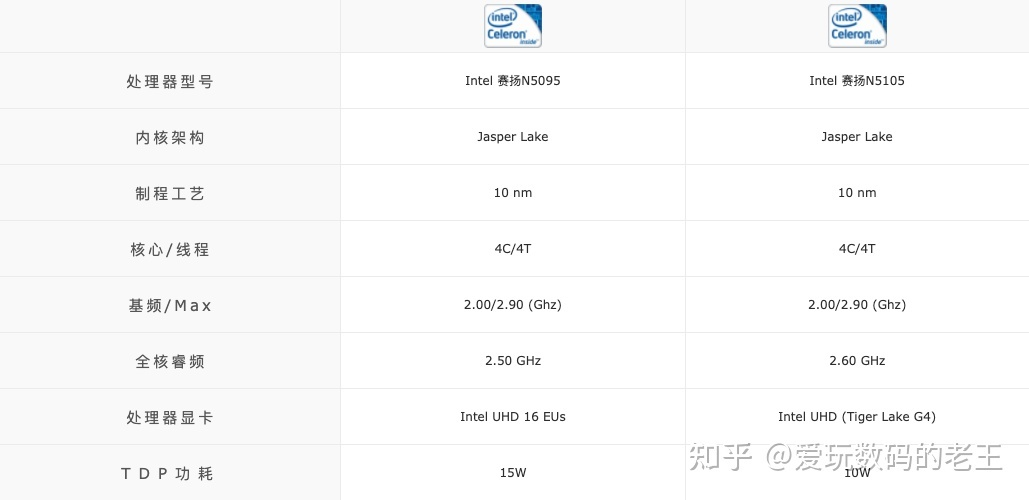 intel Celeron inside intel Celeron inside
处理器型号 Intel 赛扬N5095 Intel 赛扬N5105
内核架构 Jasper Lake Jasper Lake
制程工艺 10 nm 10 nm
核心/线程 4C/4T 4C/4T
基频/Max 2.00/2.90 (Ghz) 2.00/2.90 (Ghz)
全核睿频 2.50 GHz 2.60 GHz
处理器显卡 Intel UHD 16 EUs Intel UHD (Tiger Lake G4)
TDP功耗 15W 10W
知乎 @爱玩数码的老王